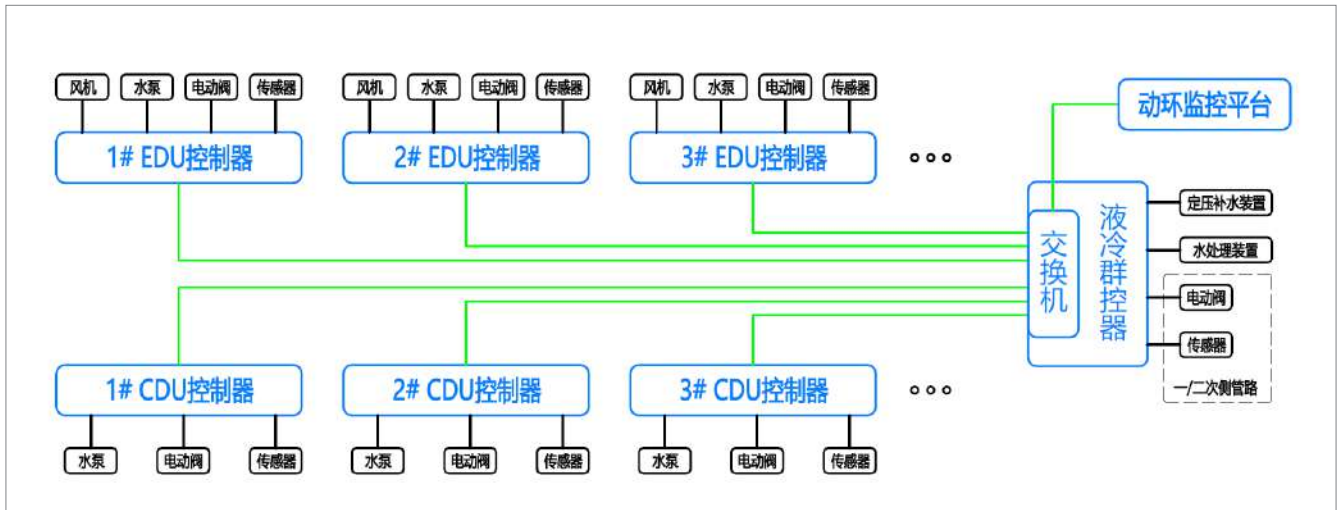 风机 水泵 电动阀 传感器 风机 水泵 电动阀 传感器 风机 水泵 电动阀 传感器
动环监控平台
1# EDU控制器 2# EDU控制器 3# EDU控制器
定压补水装置
水处理装置
电动阀
传感器
一/二次侧管路
液冷群控器
交换机
1# CDU控制器 2# CDU控制器 3# CDU控制器
水泵 电动阀 传感器 水泵 电动阀 传感器 水泵 电动阀 传感器